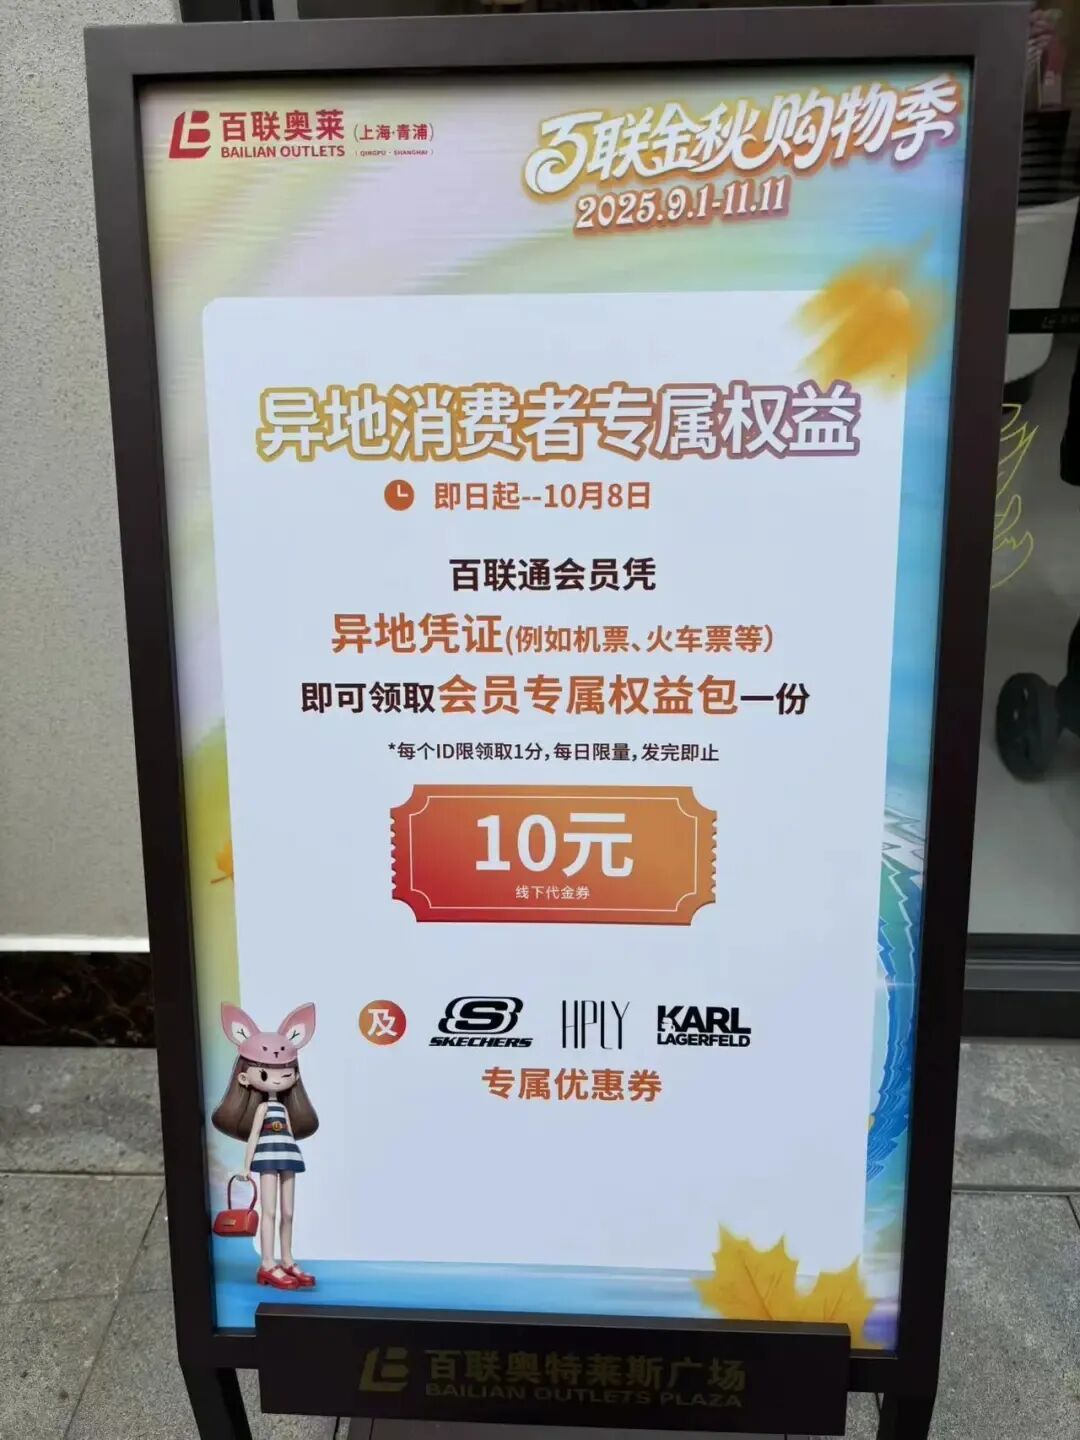 百联奥莱(上海·青浦)
BAILIAN OUTLETS (QINGPU·SHANGHAI)
百联金秋购物季
2025.9.1-11.11
异地消费者专属权益
即日起--10月8日
百联通会员凭
异地凭证(例如机票、火车票等)
即可领取会员专属权益包一份
*每个ID限领取1分,每日限量,发完即止
10元
线下代金券
及 SKECHERS HPLY KARL LAGERFELD
专属优惠券
百联奥特莱斯广场
BAILIAN OUTLETS PLAZA